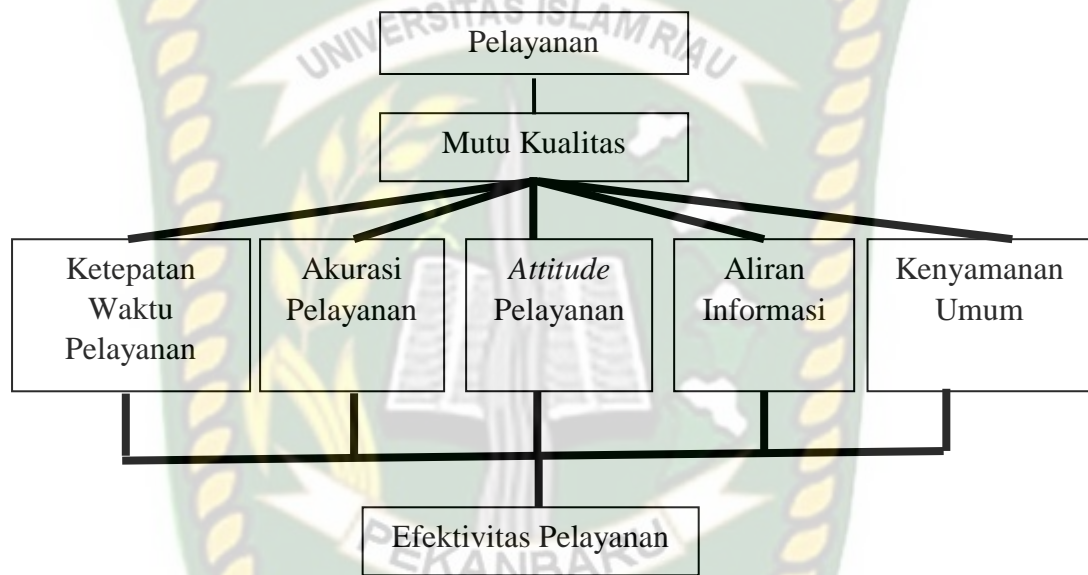 UNIVERSITAS ISLAM RIAU
Pelayanan
Mutu Kualitas
Ketepatan
Waktu
Pelayanan
Akurasi
Pelayanan
Attitude
Pelayanan
Aliran
Informasi
Kenyamanan
Umum
Efektivitas Pelayanan
PEKANBARU